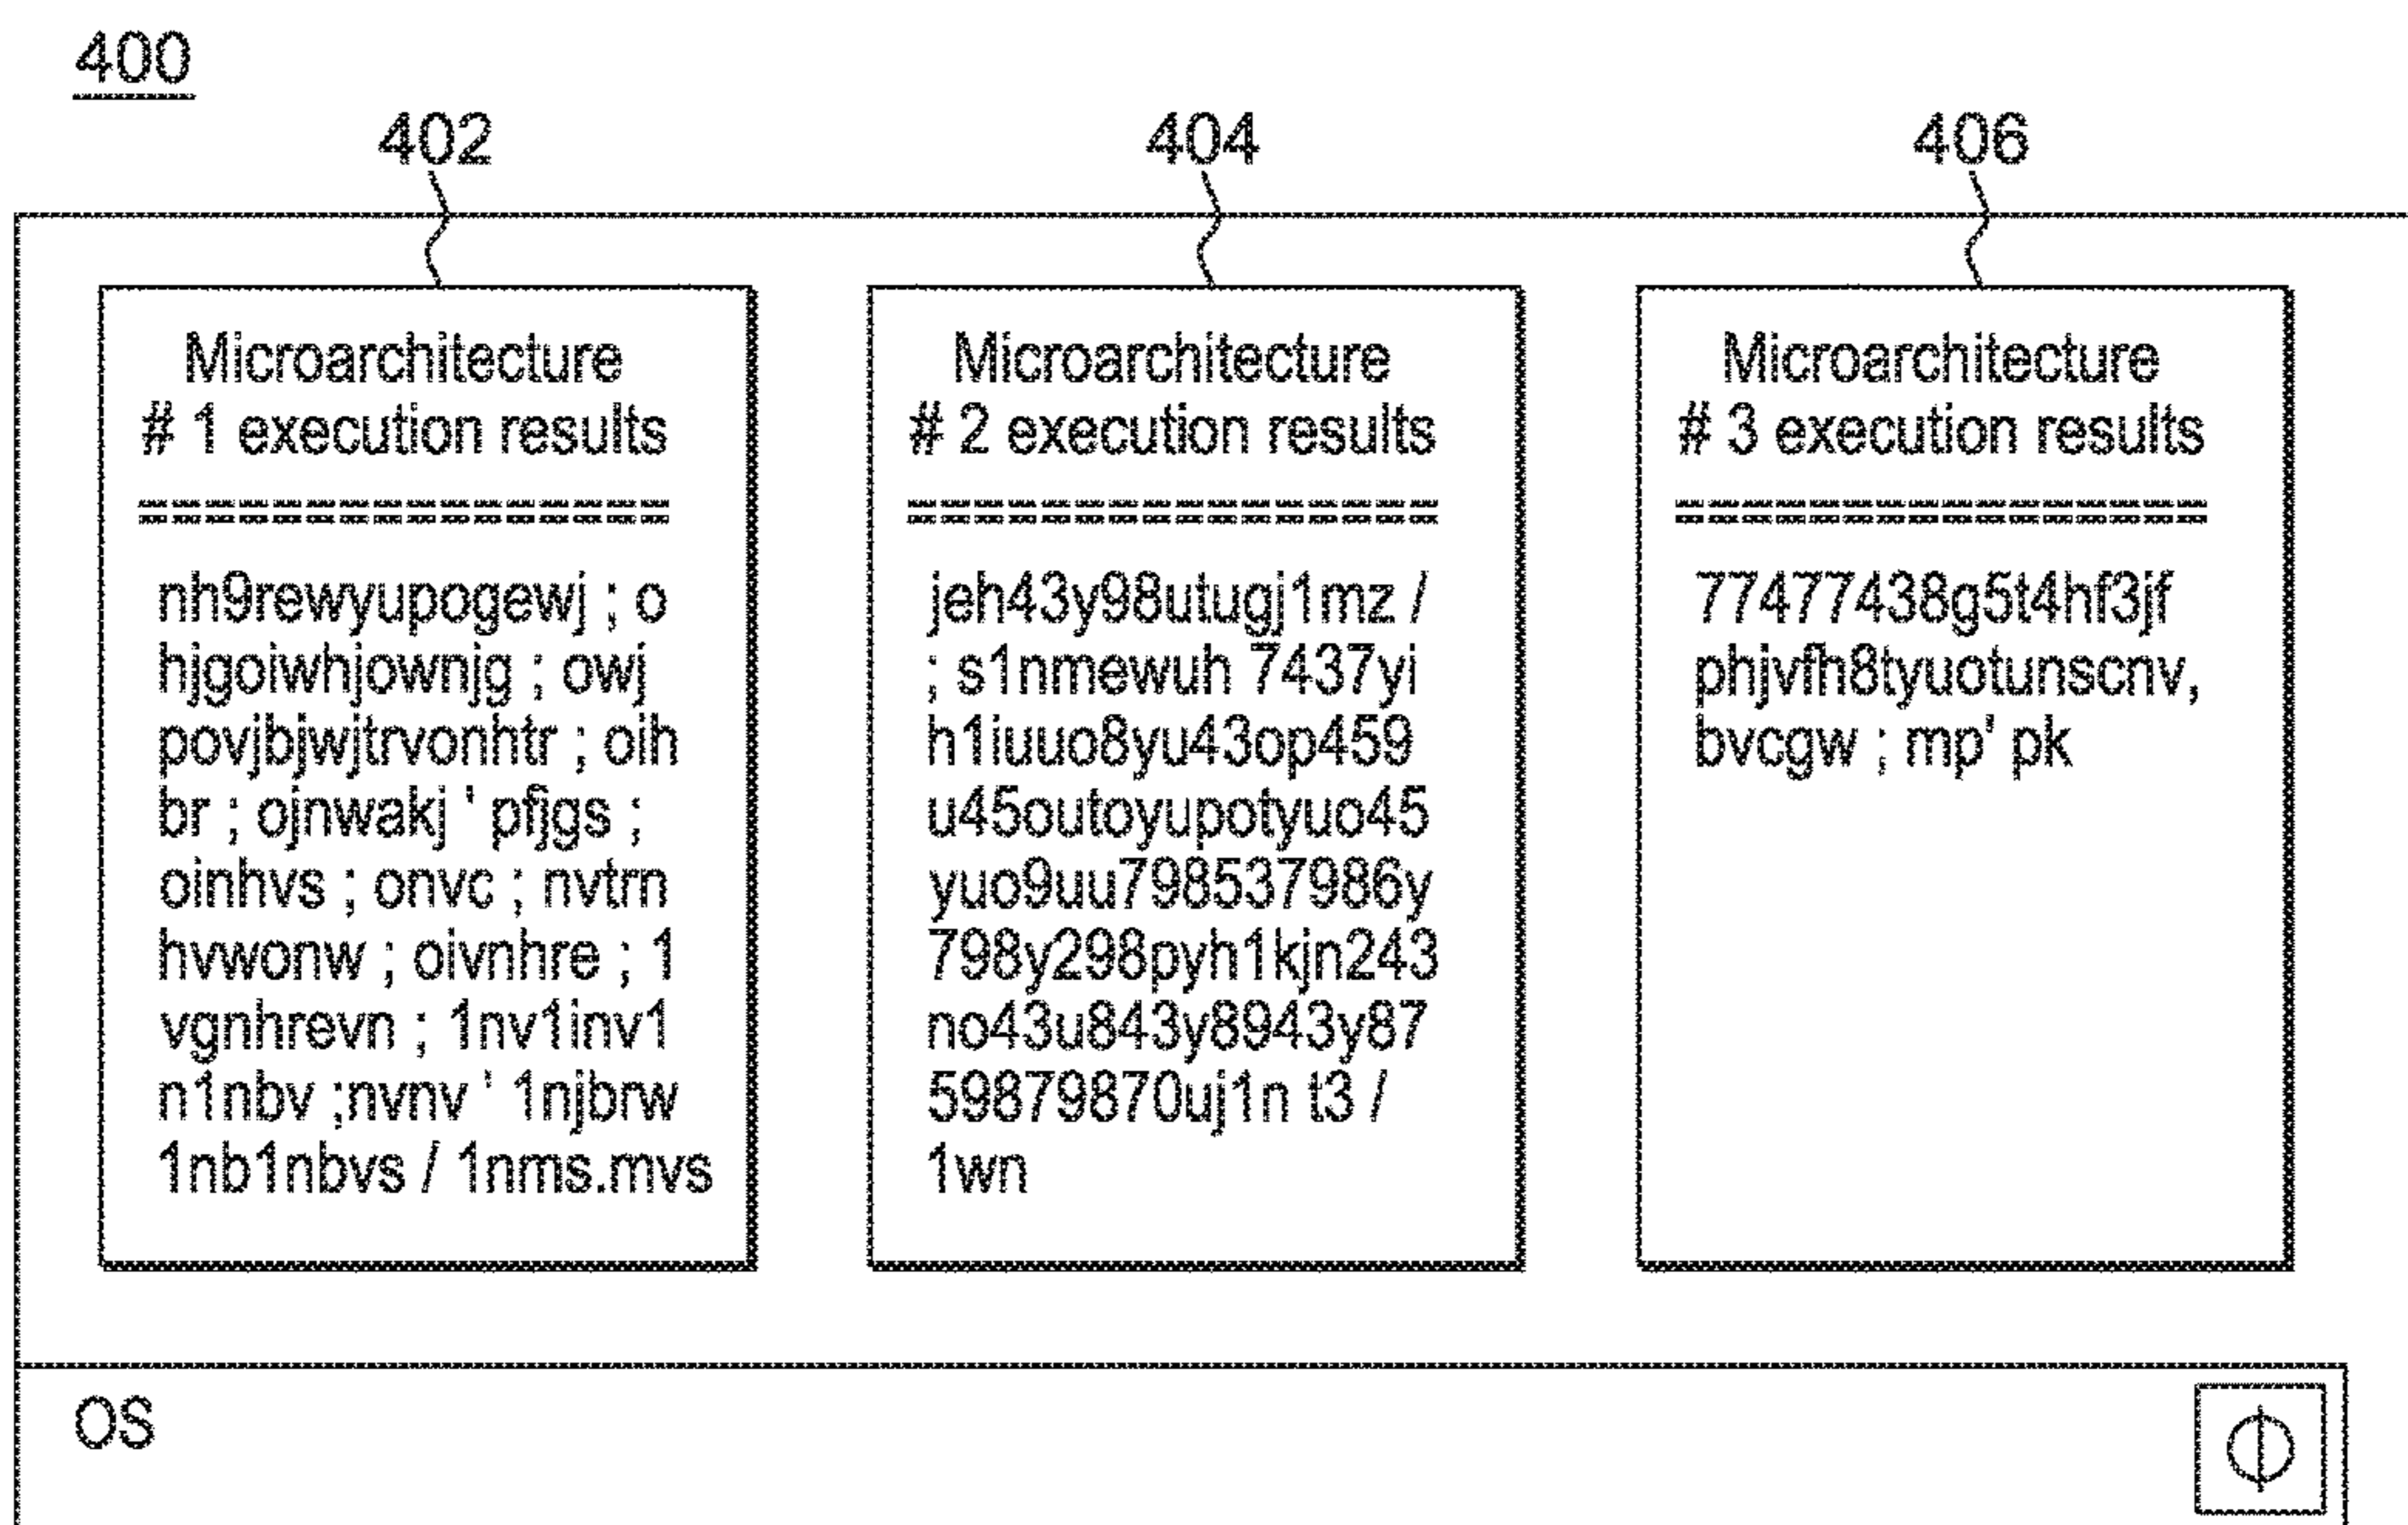 400
402
404
406
Microarchitecture
# 1 execution results
================
nh9rewyupogewj ; o
hjgoiwhjownjg ; owj
povjbjwjtrvonhtr ; oih
br ; ojnwakj ' pfjgs ;
oinhvs ; onvc ; nvtrn
hvwonw ; oivnhre ; 1
vgnhrevn ; 1nv1inv1
n1nbv ;nvnv ' 1njbrw
1nb1nbvs / 1nms.mvs
Microarchitecture
# 2 execution results
================
jeh43y98utugj1mz /
; s1nmewuh 7437yi
h1iuuo8yu43op459
u45outoyupotyuo45
yuo9uu798537986y
798y298pyh1kjn243
no43u843y8943y87
59879870uj1n t3 /
1wn
Microarchitecture
# 3 execution results
================
77477438g5t4hf3jf
phjvfh8tyuotunscnv,
bvcgw ; mp' pk
OS